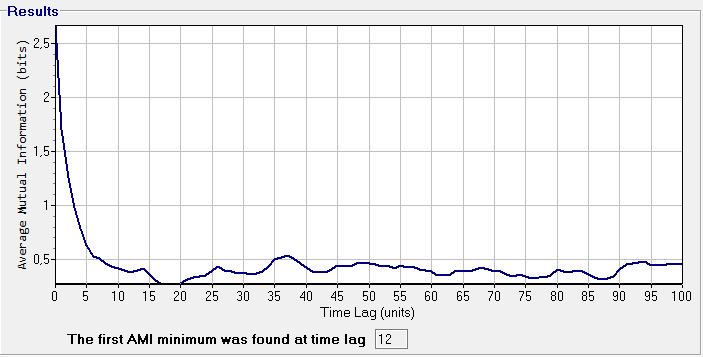 Results
Average Mutual Information (bits)
2,5
2
1,5
1
0,5
0 5 10 15 20 25 30 35 40 45 50 55 60 65 70 75 80 85 90 95 100
Time Lag (units)
The first AMI minimum was found at time lag 12